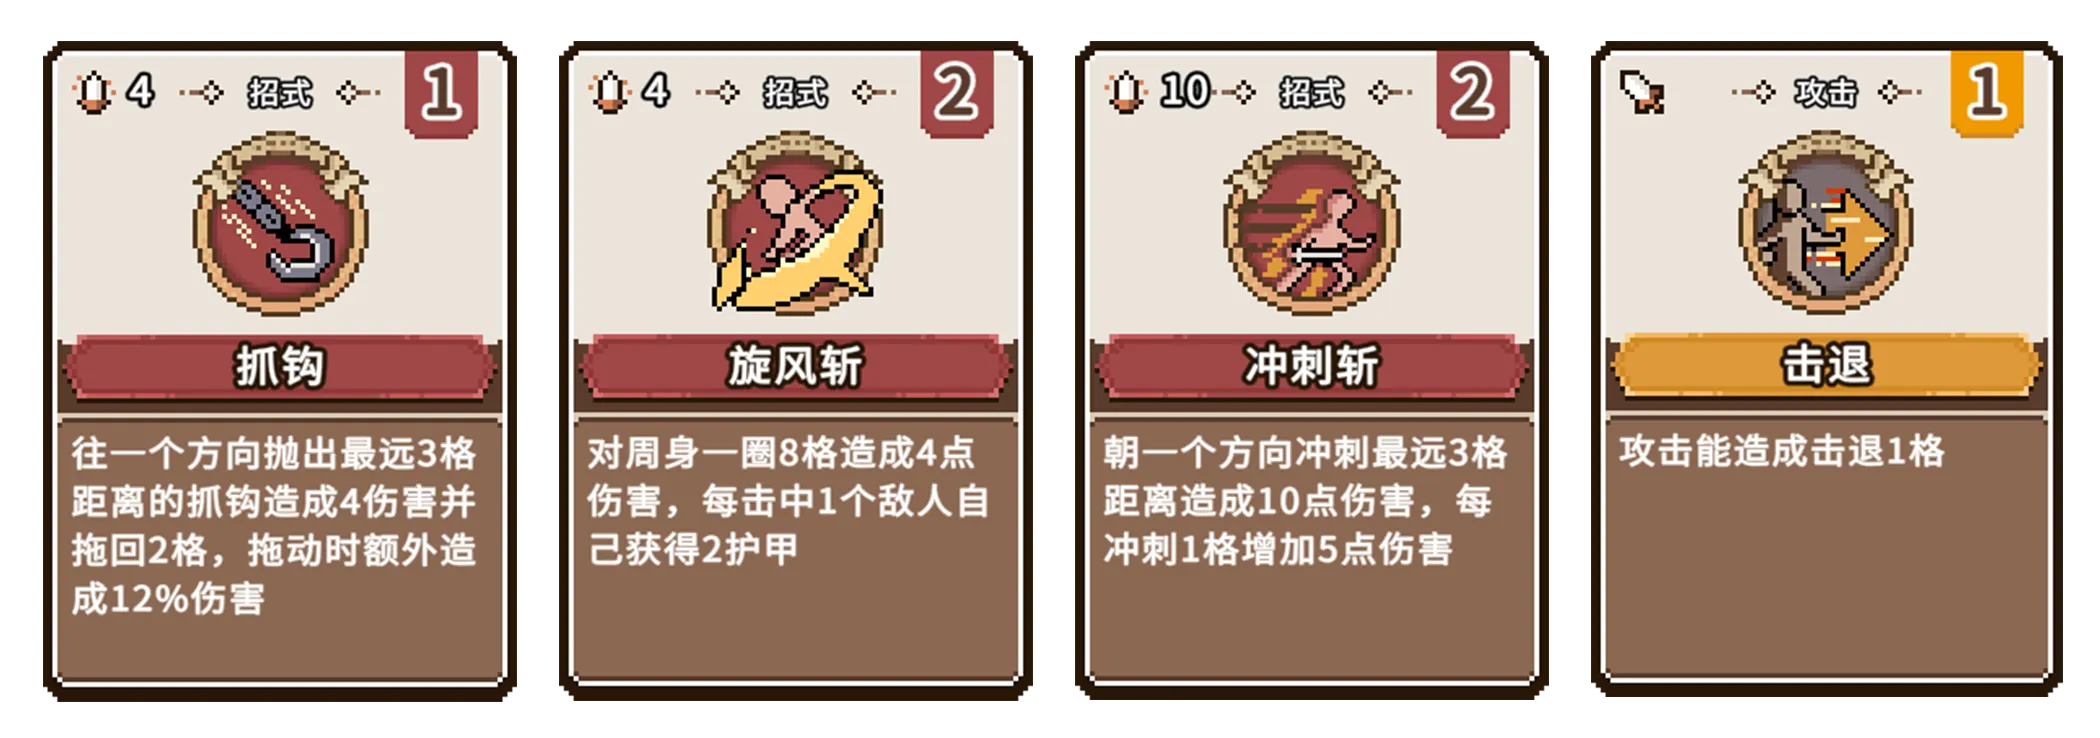 4 招式 1
抓钩
往一个方向抛出最远3格
距离的抓钩造成4伤害并
拖回2格，拖动时额外造
成12%伤害
4 招式 2
旋风斩
对周身一圈8格造成4点
伤害，每击中1个敌人自
己获得2护甲
10 招式 2
冲刺斩
朝一个方向冲刺最远3格
距离造成10点伤害，每
冲刺1格增加5点伤害
攻击 1
击退
攻击能造成击退1格